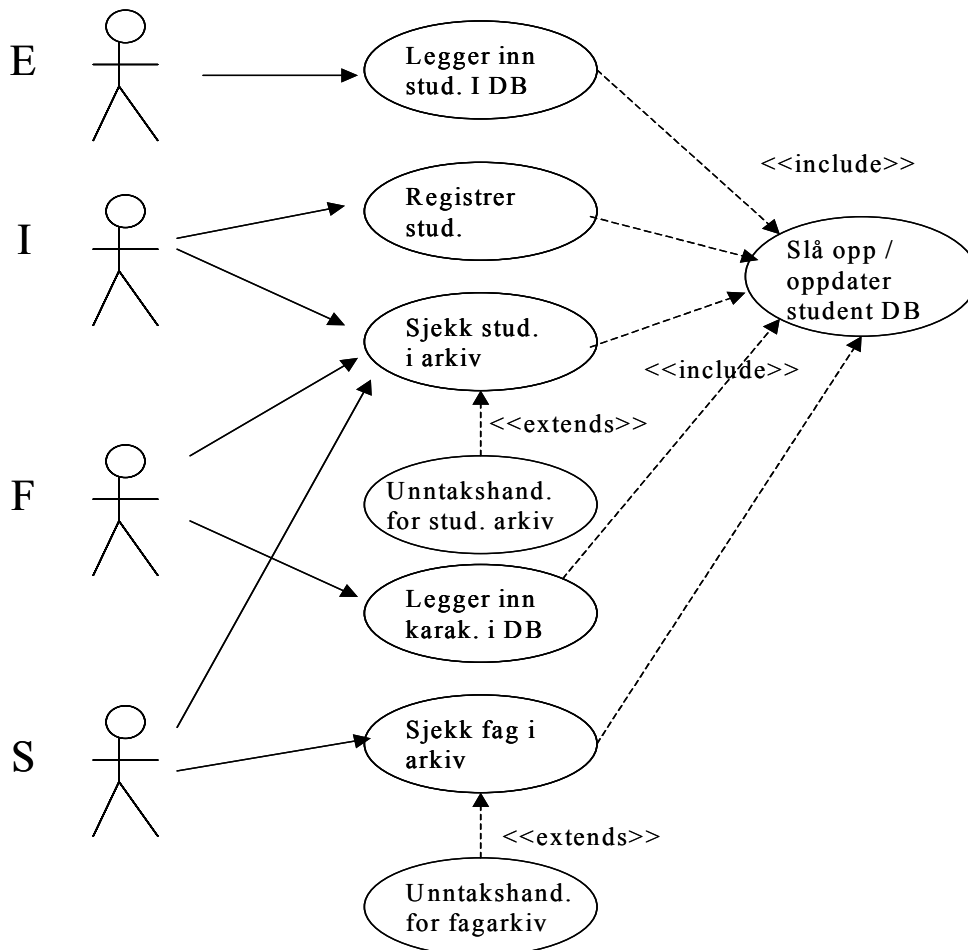 E
Legger inn
stud. I DB
<<include>>
I
Registrer
stud.
Slå opp /
oppdater
student DB
Sjekk stud.
i arkiv
<<include>>
<<extends>>
F
Unntakshand.
for stud. arkiv
Legger inn
karak. i DB
S
Sjekk fag i
arkiv
<<extends>>
Unntakshand.
for fagarkiv